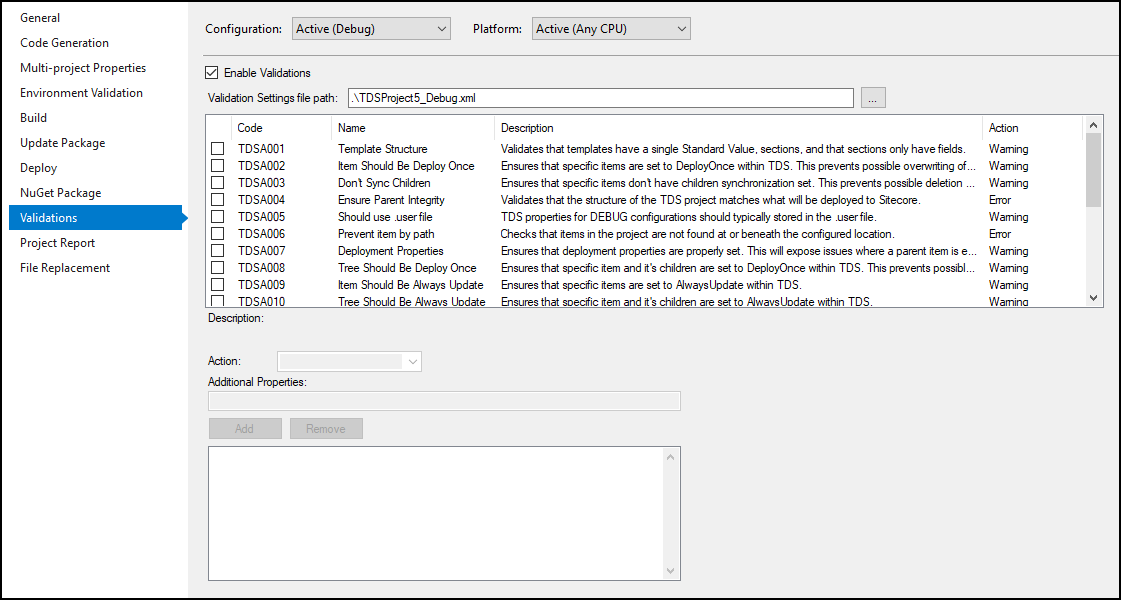 General
Code Generation
Multi-project Properties
Environment Validation
Build
Update Package
Deploy
NuGet Package
Validations
Project Report
File Replacement
Configuration: Active (Debug) Platform: Active (Any CPU)
Enable Validations
Validation Settings file path: .\TDSProject5_Debug.xml ...
Code Name Description Action
TDSA001 Template Structure Validates that templates have a single Standard Value, sections, and that sections only have fields. Warning
TDSA002 Item Should Be Deploy Once Ensures that specific items are set to DeployOnce within TDS. This prevents possible overwriting of... Warning
TDSA003 Don't Sync Children Ensures that specific items don't have children synchronization set. This prevents possible deletion ... Warning
TDSA004 Ensure Parent Integrity Validates that the structure of the TDS project matches what will be deployed to Sitecore. Error
TDSA005 Should use .user file TDS properties for DEBUG configurations should typically stored in the .user file. Warning
TDSA006 Prevent item by path Checks that items in the project are not found at or beneath the configured location. Error
TDSA007 Deployment Properties Ensures that deployment properties are properly set. This will expose issues where a parent item is e... Warning
TDSA008 Tree Should Be Deploy Once Ensures that specific item and it's children are set to DeployOnce within TDS. This prevents possibl... Warning
TDSA009 Item Should Be Always Update Ensures that specific items are set to AlwaysUpdate within TDS. Warning
TDSA010 Tree Should Be Always Update Ensures that specific item and it's children are set to AlwaysUpdate within TDS. Warning
Description:
Action:
Additional Properties:
Add Remove